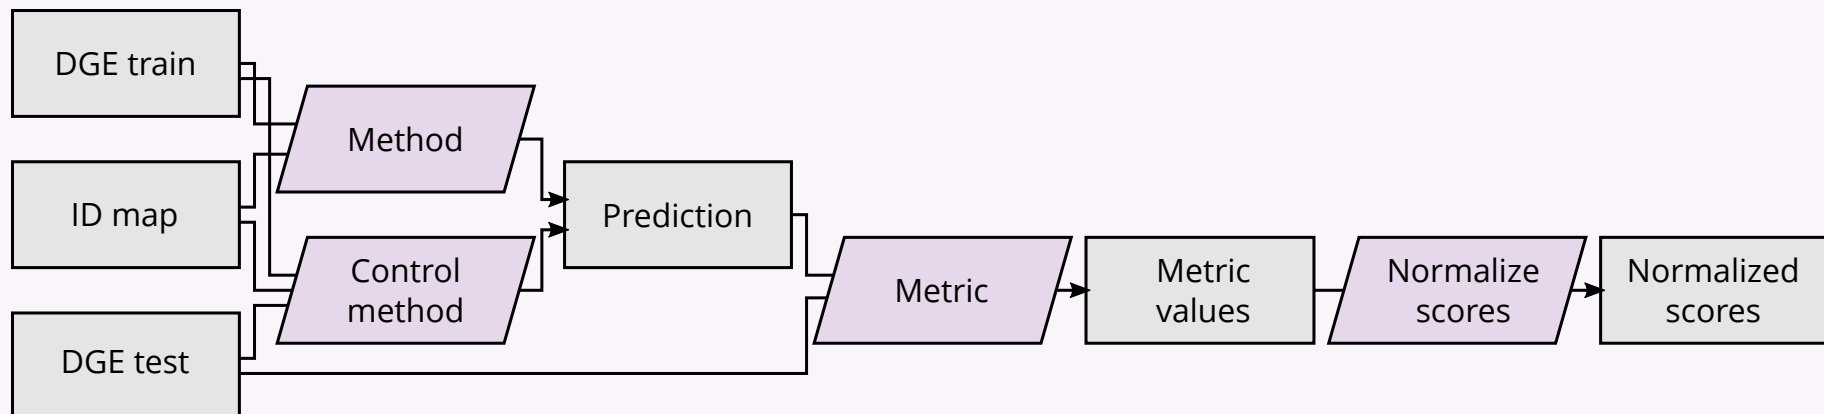 DGE train
Method
ID map
Prediction
Control
method
Metric
Metric
values
Normalize
scores
Normalized
scores
DGE test